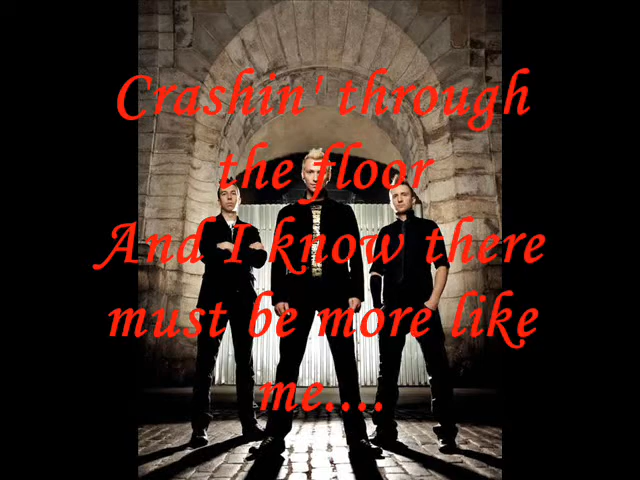 Crashin' through
the floor
And I know there
must be more like
me....